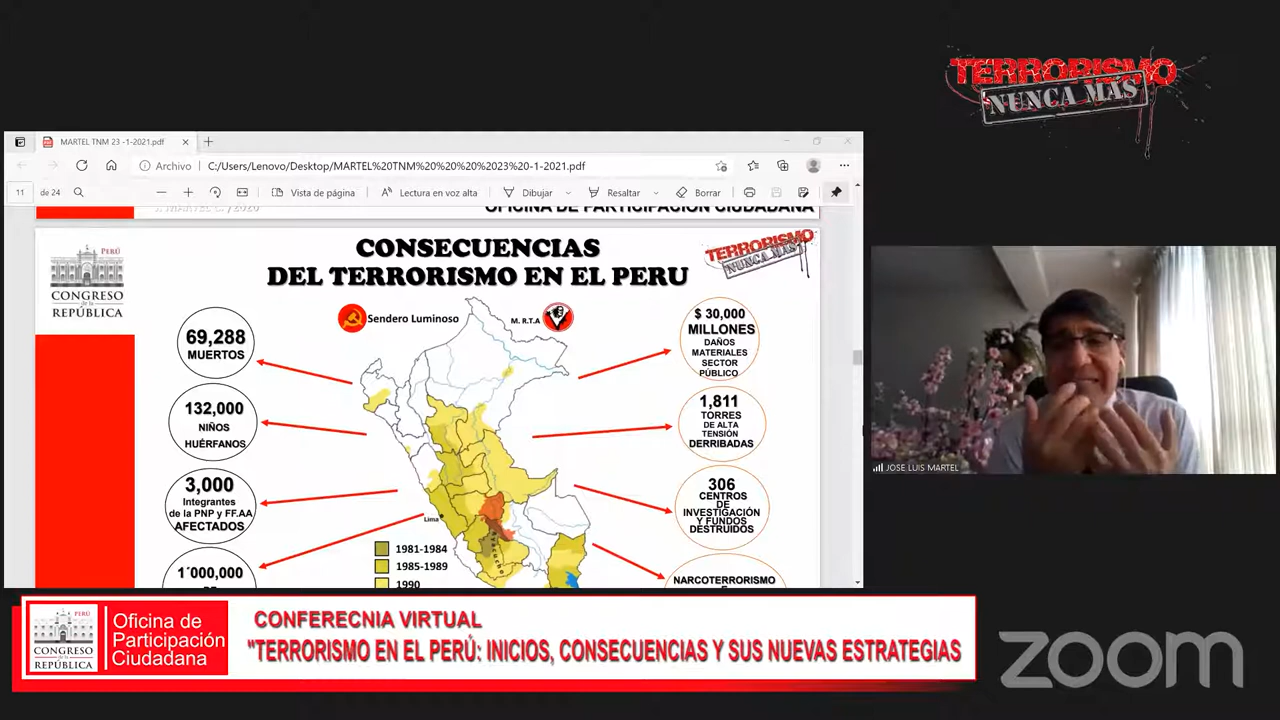 TERRORISMO
NUNCA MÁS
MARTEL TNM 23 -1-2021.pdf
Archivo
C:/Users/Lenovo/Desktop/MARTEL%20TNM%20%20%20%2023%20-1-2021.pdf
11
de 24
Vista de página
Lectura en voz alta
Dibujar
Resaltar
Borrar
OFICINA DE PARTICIPACIÓN CIUDADANA
PERÚ
CONGRESO
de la
REPÚBLICA
CONSECUENCIAS
DEL TERRORISMO EN EL PERU
TERRORISMO
NUNCA MÁS
Sendero Luminoso
M. R.T.A
69,288
MUERTOS
132,000
NIÑOS
HUÉRFANOS
3,000
Integrantes
de la PNP y FF.AA
AFECTADOS
1´000,000
Lima
Ayacucho
1981-1984
1985-1989
1990
$ 30,000
MILLONES
DAÑOS
MATERIALES
SECTOR
PÚBLICO
1,811
TORRES
DE ALTA
TENSIÓN
DERRIBADAS
306
CENTROS
DE
INVESTIGACIÓN
Y FUNDOS
DESTRUIDOS
NARCOTERRORISMO
JOSE LUIS MARTEL
PERÚ
CONGRESO
de la
REPÚBLICA
Oficina de
Participación
Ciudadana
CONFERECNIA VIRTUAL
"TERRORISMO EN EL PERÚ: INICIOS, CONSECUENCIAS Y SUS NUEVAS ESTRATEGIAS
zoom